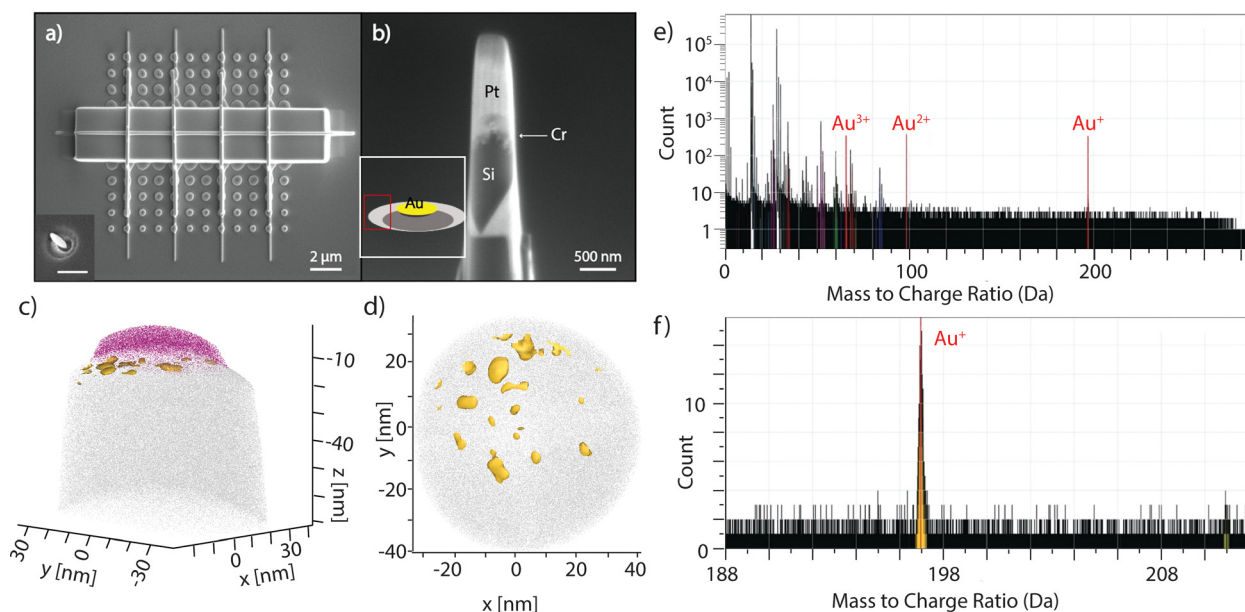 a)
2 μm
b)
Pt
Cr
Si
Au
500 nm
c)
-10
-40
z [nm]
30
0
-30
y [nm]
0
30
x [nm]
d)
20
0
-20
-40
y [nm]
-20
0
20
40
x [nm]
e)
10⁵
10⁴
10³
10²
10
1
Count
Au³⁺
Au²⁺
Au⁺
0
100
200
Mass to Charge Ratio (Da)
f)
Au⁺
10
0
Count
188
198
208
Mass to Charge Ratio (Da)